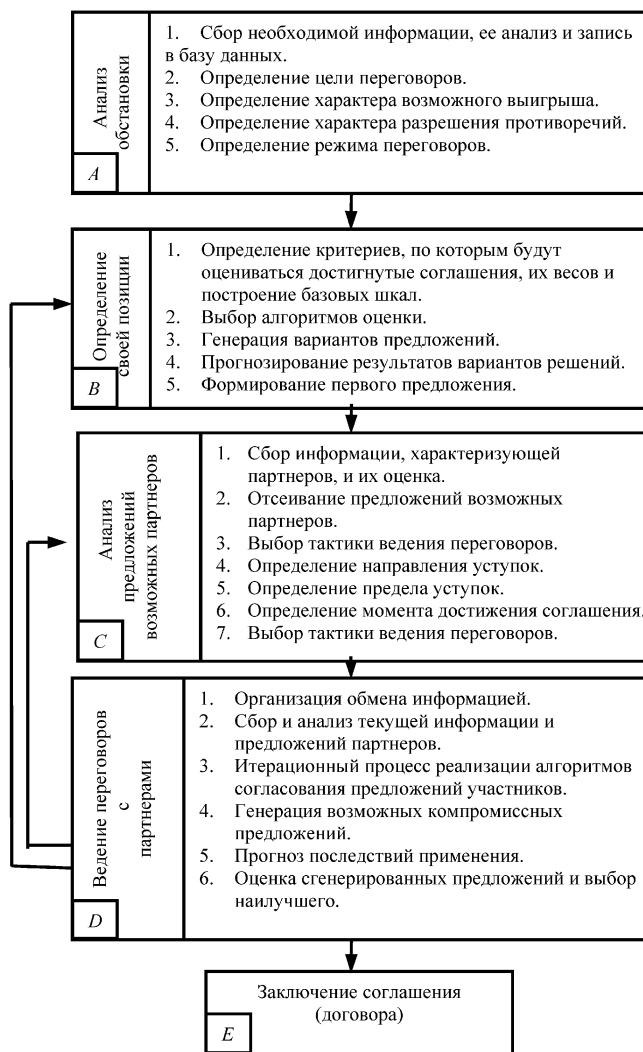 Анализ
обстановки
A
1. Сбор необходимой информации, ее анализ и запись
в базу данных.
2. Определение цели переговоров.
3. Определение характера возможного выигрыша.
4. Определение характера разрешения противоречий.
5. Определение режима переговоров.
Определение
своей позиции
B
1. Определение критериев, по которым будут
оцениваться достигнутые соглашения, их весов и
построение базовых шкал.
2. Выбор алгоритмов оценки.
3. Генерация вариантов предложений.
4. Прогнозирование результатов вариантов решений.
5. Формирование первого предложения.
Анализ
предложений
возможных партнеров
C
1. Сбор информации, характеризующей
партнеров, и их оценка.
2. Отсеивание предложений возможных
партнеров.
3. Выбор тактики ведения переговоров.
4. Определение направления уступок.
5. Определение предела уступок.
6. Определение момента достижения соглашения.
7. Выбор тактики ведения переговоров.
Ведение переговоров
с
партнерами
D
1. Организация обмена информацией.
2. Сбор и анализ текущей информации и
предложений партнеров.
3. Итерационный процесс реализации алгоритмов
согласования предложений участников.
4. Генерация возможных компромиссных
предложений.
5. Прогноз последствий применения.
6. Оценка сгенерированных предложений и выбор
наилучшего.
Заключение соглашения
(договора)
E